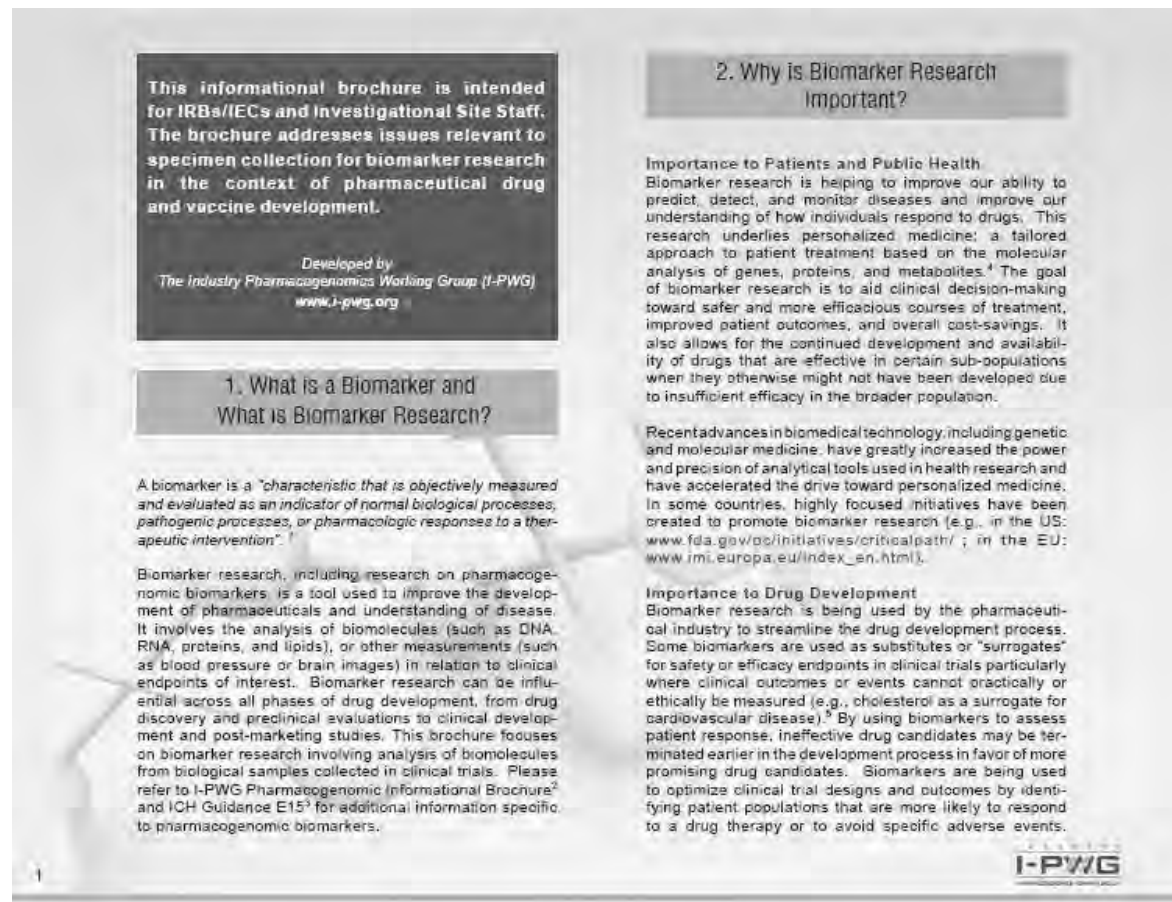 This informational brochure is intended
for IRBs/IECs and Investigational Site Staff.
The brochure addresses issues relevant to
specimen collection for biomarker research
in the context of pharmaceutical drug
and vaccine development.
Developed by
The Industry Pharmacogenomics Working Group (I-PWG)
www.i-pwg.org
1. What is a Biomarker and
What is Biomarker Research?
A biomarker is a "characteristic that is objectively measured
and evaluated as an indicator of normal biological processes,
pathogenic processes, or pharmacologic responses to a ther-
apeutic intervention". 1
Biomarker research, including research on pharmacoge-
nomic biomarkers, is a tool used to improve the develop-
ment of pharmaceuticals and understanding of disease.
It involves the analysis of biomolecules (such as DNA,
RNA, proteins, and lipids), or other measurements (such
as blood pressure or brain images) in relation to clinical
endpoints of interest. Biomarker research can be influ-
ential across all phases of drug development, from drug
discovery and preclinical evaluations to clinical develop-
ment and post-marketing studies. This brochure focuses
on biomarker research involving analysis of biomolecules
from biological samples collected in clinical trials. Please
refer to I-PWG Pharmacogenomic Informational Brochure2
and ICH Guidance E153 for additional information specific
to pharmacogenomic biomarkers.
2. Why is Biomarker Research
Important?
Importance to Patients and Public Health
Biomarker research is helping to improve our ability to
predict, detect, and monitor diseases and improve our
understanding of how individuals respond to drugs. This
research underlies personalized medicine: a tailored
approach to patient treatment based on the molecular
analysis of genes, proteins, and metabolites.4 The goal
of biomarker research is to aid clinical decision-making
toward safer and more efficacious courses of treatment,
improved patient outcomes, and overall cost-savings. It
also allows for the continued development and availabil-
ity of drugs that are effective in certain sub-populations
when they otherwise might not have been developed due
to insufficient efficacy in the broader population.
Recent advances in biomedical technology, including genetic
and molecular medicine, have greatly increased the power
and precision of analytical tools used in health research and
have accelerated the drive toward personalized medicine.
In some countries, highly focused initiatives have been
created to promote biomarker research (e.g., in the US:
www.fda.gov/oc/initiatives/criticalpath/ ; in the EU:
www.imi.europa.eu/index_en.html).
Importance to Drug Development
Biomarker research is being used by the pharmaceuti-
cal industry to streamline the drug development process.
Some biomarkers are used as substitutes or "surrogates"
for safety or efficacy endpoints in clinical trials particularly
where clinical outcomes or events cannot practically or
ethically be measured (e.g., cholesterol as a surrogate for
cardiovascular disease).5 By using biomarkers to assess
patient response, ineffective drug candidates may be ter-
minated earlier in the development process in favor of more
promising drug candidates. Biomarkers are being used
to optimize clinical trial designs and outcomes by identi-
fying patient populations that are more likely to respond
to a drug therapy or to avoid specific adverse events.
1
I-PWG